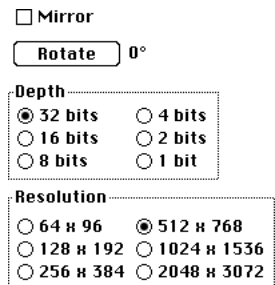 Mirror
Rotate 0°
Depth
32 bits 4 bits
16 bits 2 bits
8 bits 1 bit
Resolution
64 x 96 512 x 768
128 x 192 1024 x 1536
256 x 384 2048 x 3072